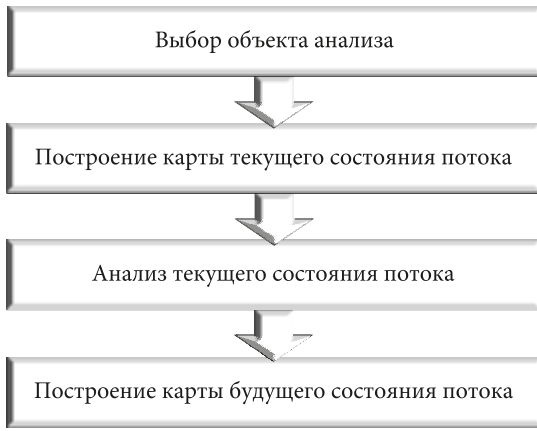 Выбор объекта анализа
Построение карты текущего состояния потока
Анализ текущего состояния потока
Построение карты будущего состояния потока